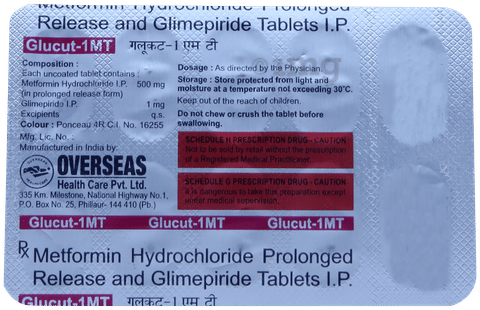 Metformin Hydrochloride Prolonged
Release and Glimepiride Tablets I.P.
Glucut-1MT गलूकट-1 एम टी
Composition :
Each uncoated tablet contains :
Metformin Hydrochloride I.P. 500 mg
(in prolonged release form)
Glimepirid I.P. 1 mg
Excipients q.s.
Colour : Ponceau 4R C.I. No. 16255
Mfg. Lic. No.
Manufactured in India by:
OVERSEAS
Health Care Pvt. Ltd.
335 Km. Milestone, National Highway No.1,
P.O. Box No. 25, Phillaur- 144 410 (Pb.)
Dosage : As directed by the Physician
Storage : Store protected from light and
moisture at a temperature not exceeding 30°C.
Keep out of the reach of children.
Do not chew or crush the tablet before
swallowing.
SCHEDULE H PRESCRIPTION DRUG - CAUTION
Not to be sold by retail without the prescription
of a Registered Medical Practitioner.
SCHEDULE G PRESCRIPTION DRUG - CAUTION
It is dangerous to take this preparation except
under medical supervision.
Glucut-1MT Glucut-1MT Glucut-1MT
Rx Metformin Hydrochloride Prolonged
Release and Glimepiride Tablets I.P.
Glucut-1MT गलूकट-1 एम टी